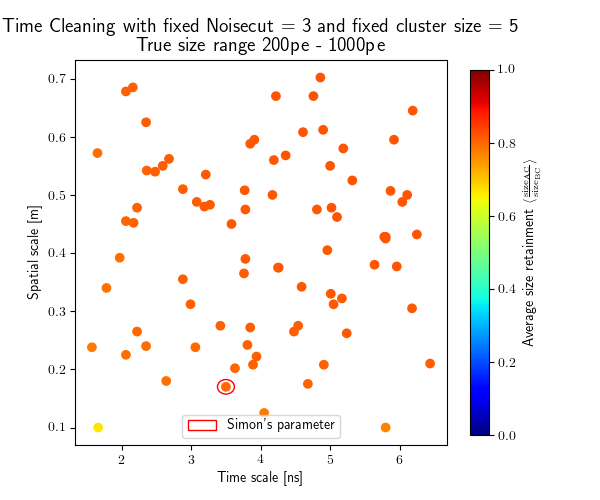 Time Cleaning with fixed Noisecut = 3 and fixed cluster size = 5
True size range 200pe - 1000pe
0.7
0.6
0.5
0.4
0.3
0.2
0.1
Spatial scale [m]
2 3 4 5 6
Time scale [ns]
Simon's parameter
1.0
0.8
0.6
0.4
0.2
0.0
Average size retainment ⟨size_AC / size_BC⟩